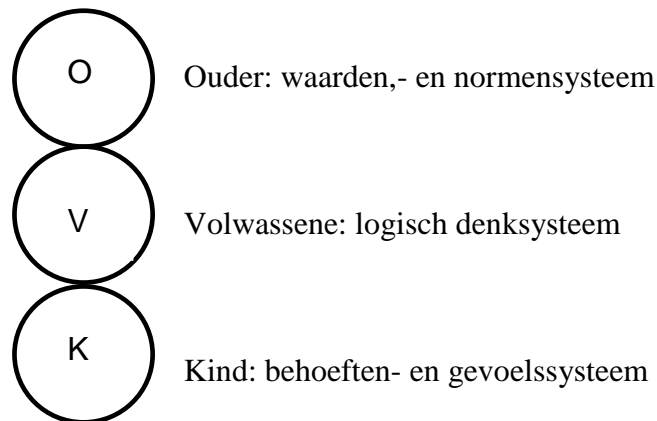 O
Ouder: waarden,- en normensysteem
V
Volwassene: logisch denksysteem
K
Kind: behoeften- en gevoelssysteem